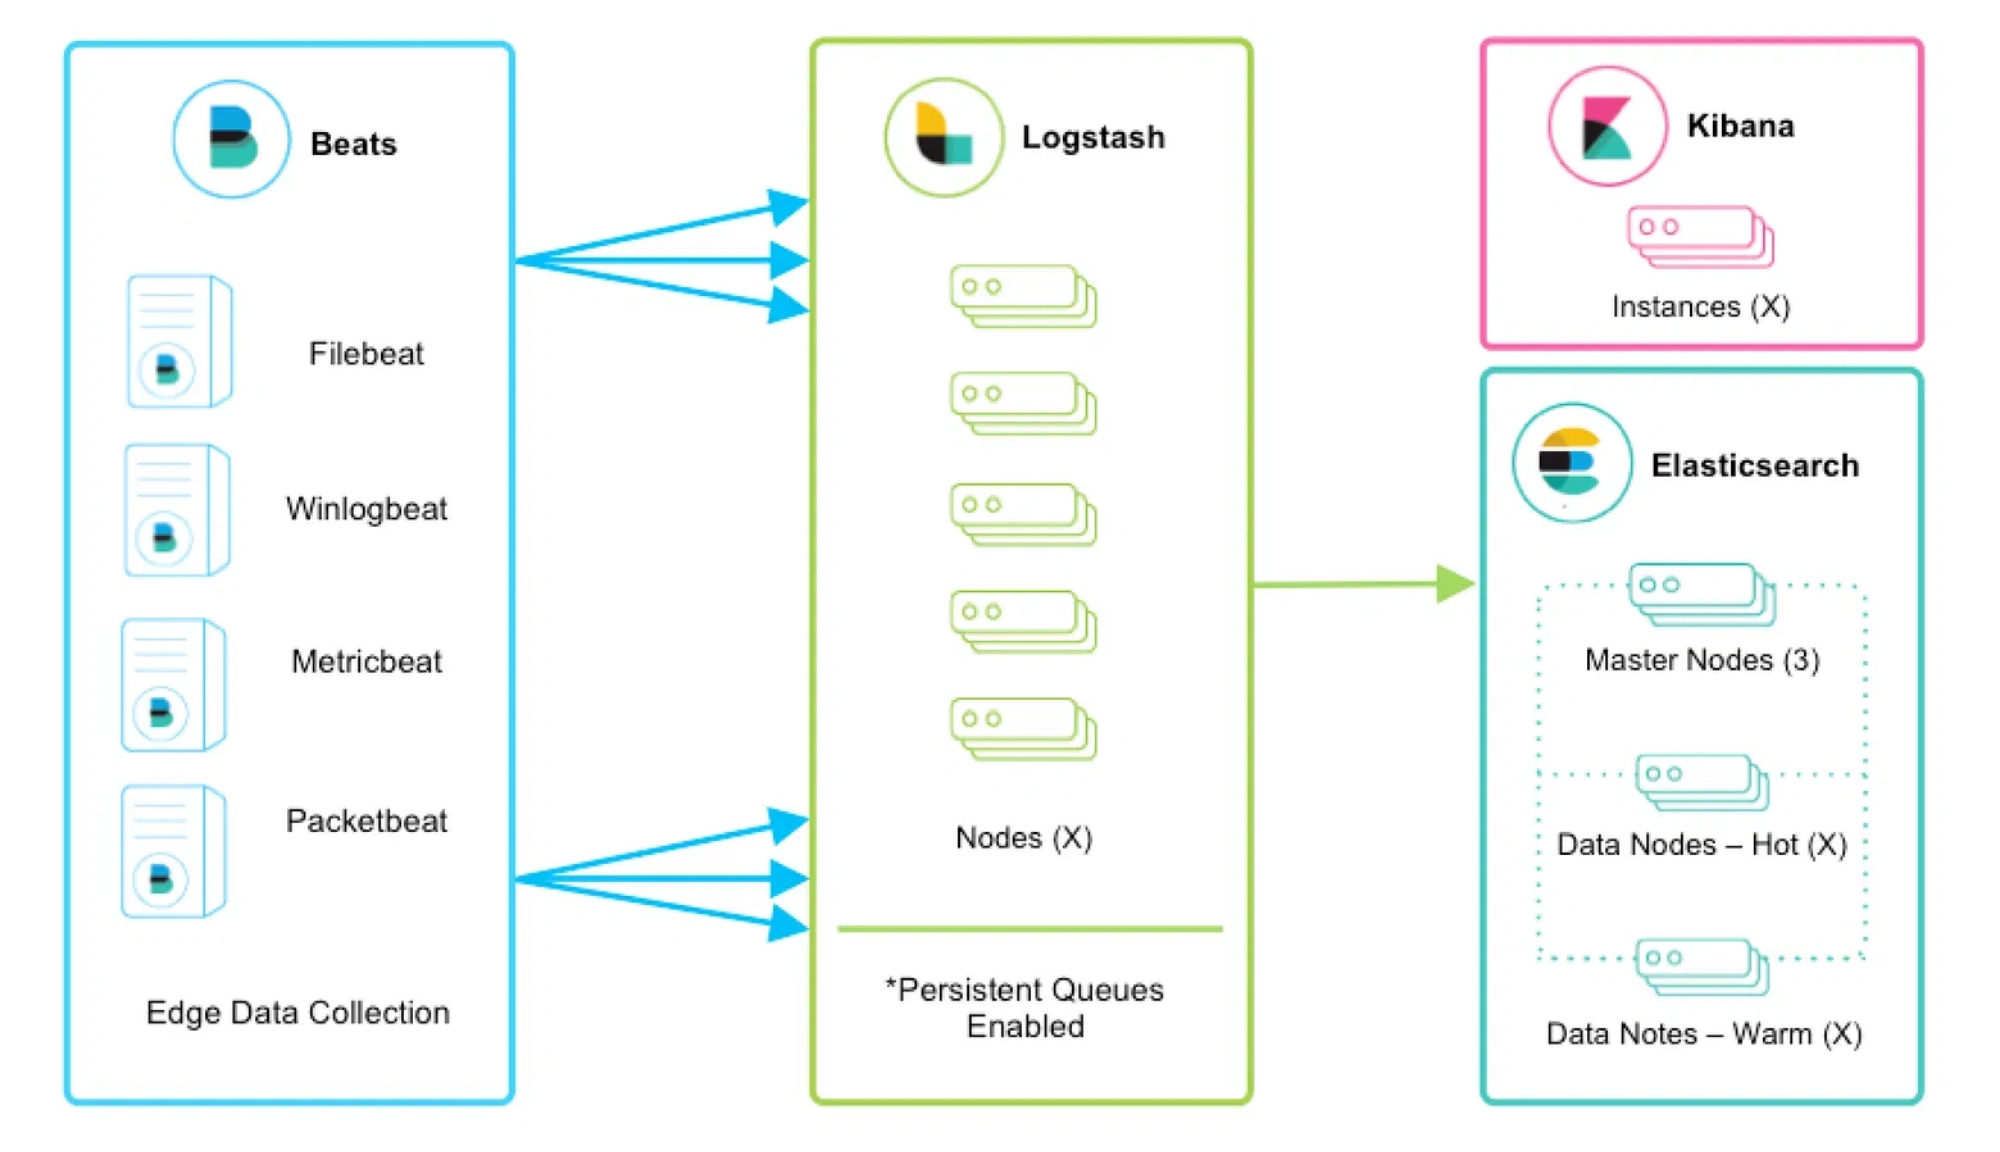 Beats
Filebeat
Winlogbeat
Metricbeat
Packetbeat
Edge Data Collection
Logstash
Nodes (X)
*Persistent Queues
Enabled
Kibana
Instances (X)
Elasticsearch
Master Nodes (3)
Data Nodes – Hot (X)
Data Notes – Warm (X)